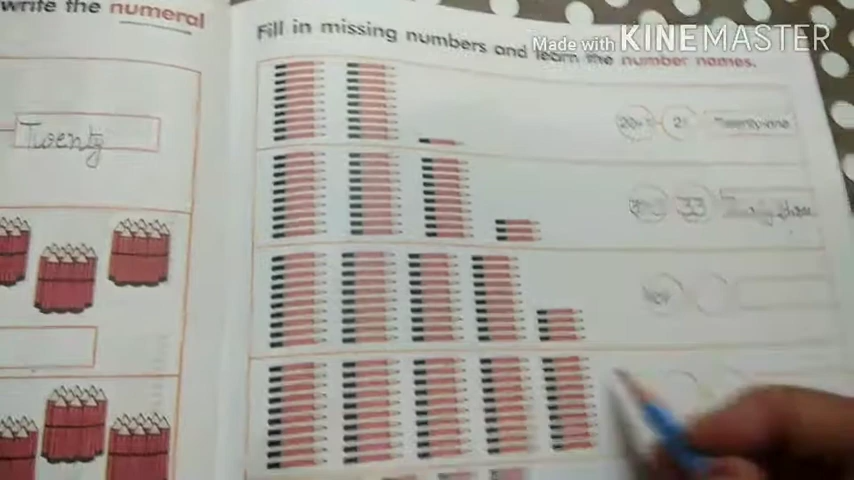 write the numeral
Twenty
Fill in missing numbers and learn the number names.
Made with KINEMASTER
20+1 21 Twenty-one
33